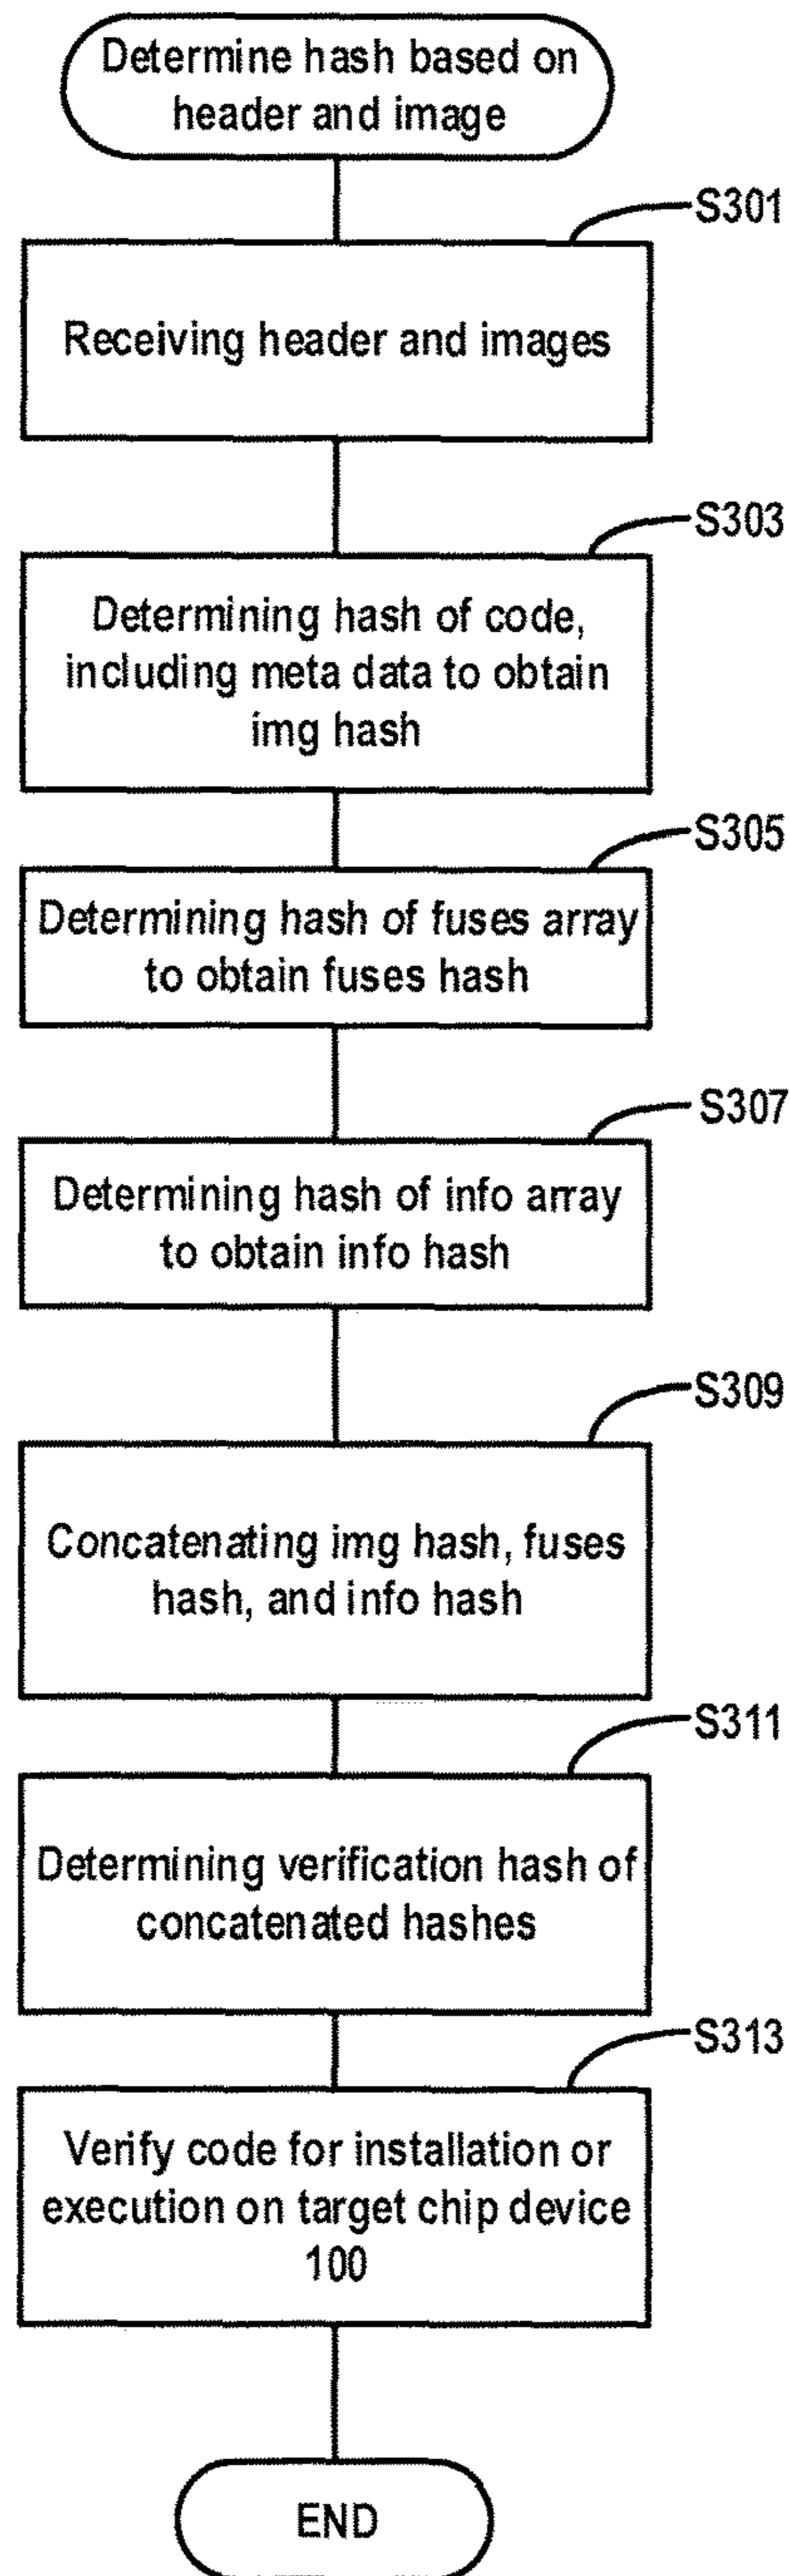 Determine hash based on
header and image
S301
Receiving header and images
S303
Determining hash of code,
including meta data to obtain
img hash
S305
Determining hash of fuses array
to obtain fuses hash
S307
Determining hash of info array
to obtain info hash
S309
Concatenating img hash, fuses
hash, and info hash
S311
Determining verification hash of
concatenated hashes
S313
Verify code for installation or
execution on target chip device
100
END